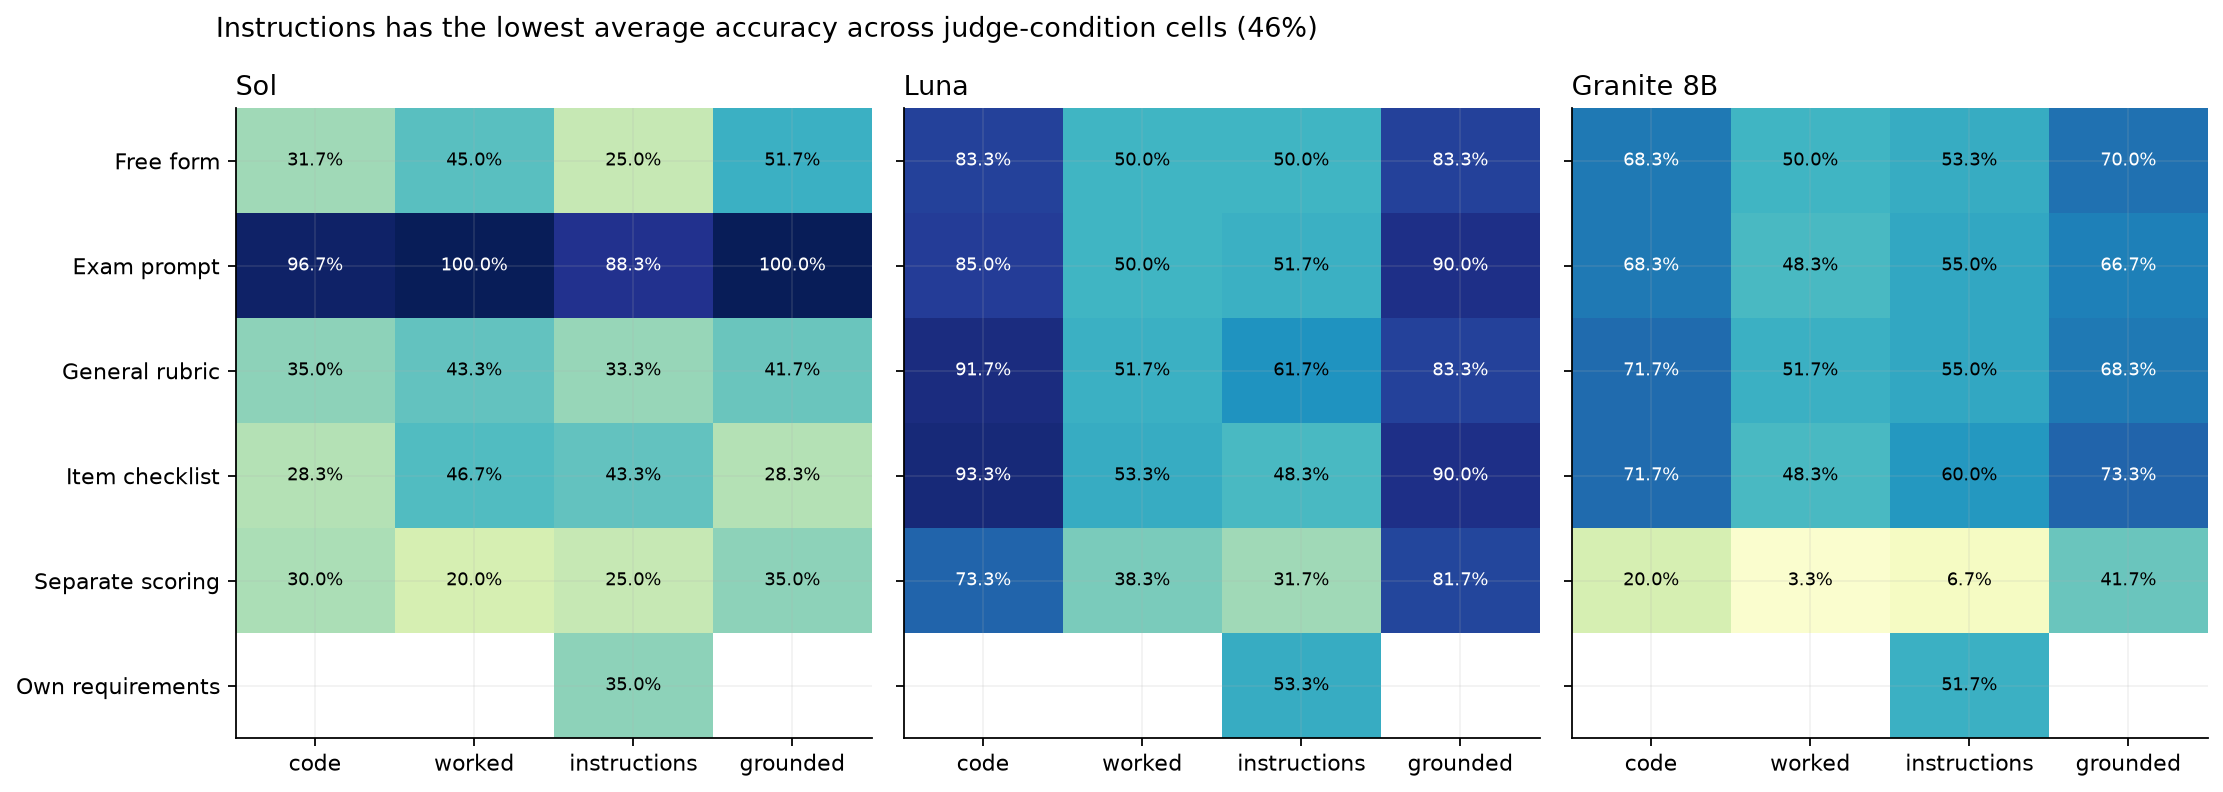 Instructions has the lowest average accuracy across judge-condition cells (46%)
Sol
Luna
Granite 8B
Free form
31.7% 45.0% 25.0% 51.7% 83.3% 50.0% 50.0% 83.3% 68.3% 50.0% 53.3% 70.0%
Exam prompt
96.7% 100.0% 88.3% 100.0% 85.0% 50.0% 51.7% 90.0% 68.3% 48.3% 55.0% 66.7%
General rubric
35.0% 43.3% 33.3% 41.7% 91.7% 51.7% 61.7% 83.3% 71.7% 51.7% 55.0% 68.3%
Item checklist
28.3% 46.7% 43.3% 28.3% 93.3% 53.3% 48.3% 90.0% 71.7% 48.3% 60.0% 73.3%
Separate scoring
30.0% 20.0% 25.0% 35.0% 73.3% 38.3% 31.7% 81.7% 20.0% 3.3% 6.7% 41.7%
Own requirements
35.0% 53.3% 51.7%
code worked instructions grounded code worked instructions grounded code worked instructions grounded